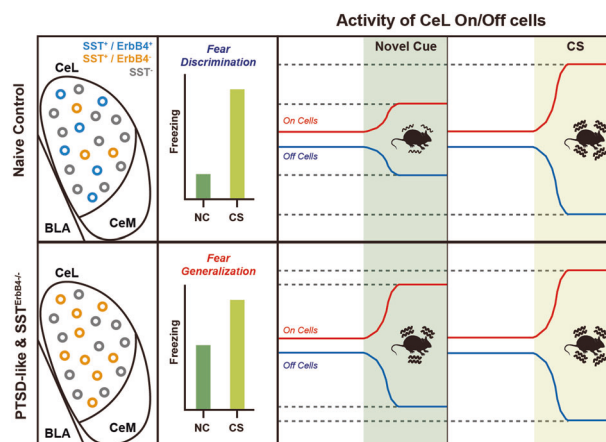 Activity of CeL On/Off cells
Naive Control
SST⁺ / ErbB4⁺
SST⁺ / ErbB4⁻
SST⁻
CeL
BLA
CeM
Fear
Discrimination
Freezing
NC
CS
Novel Cue
CS
On Cells
Off Cells
PTSD-like & SSTᴱʳᵇᴮ⁴⁻/⁻
CeL
BLA
CeM
Fear
Generalization
Freezing
NC
CS
On Cells
Off Cells